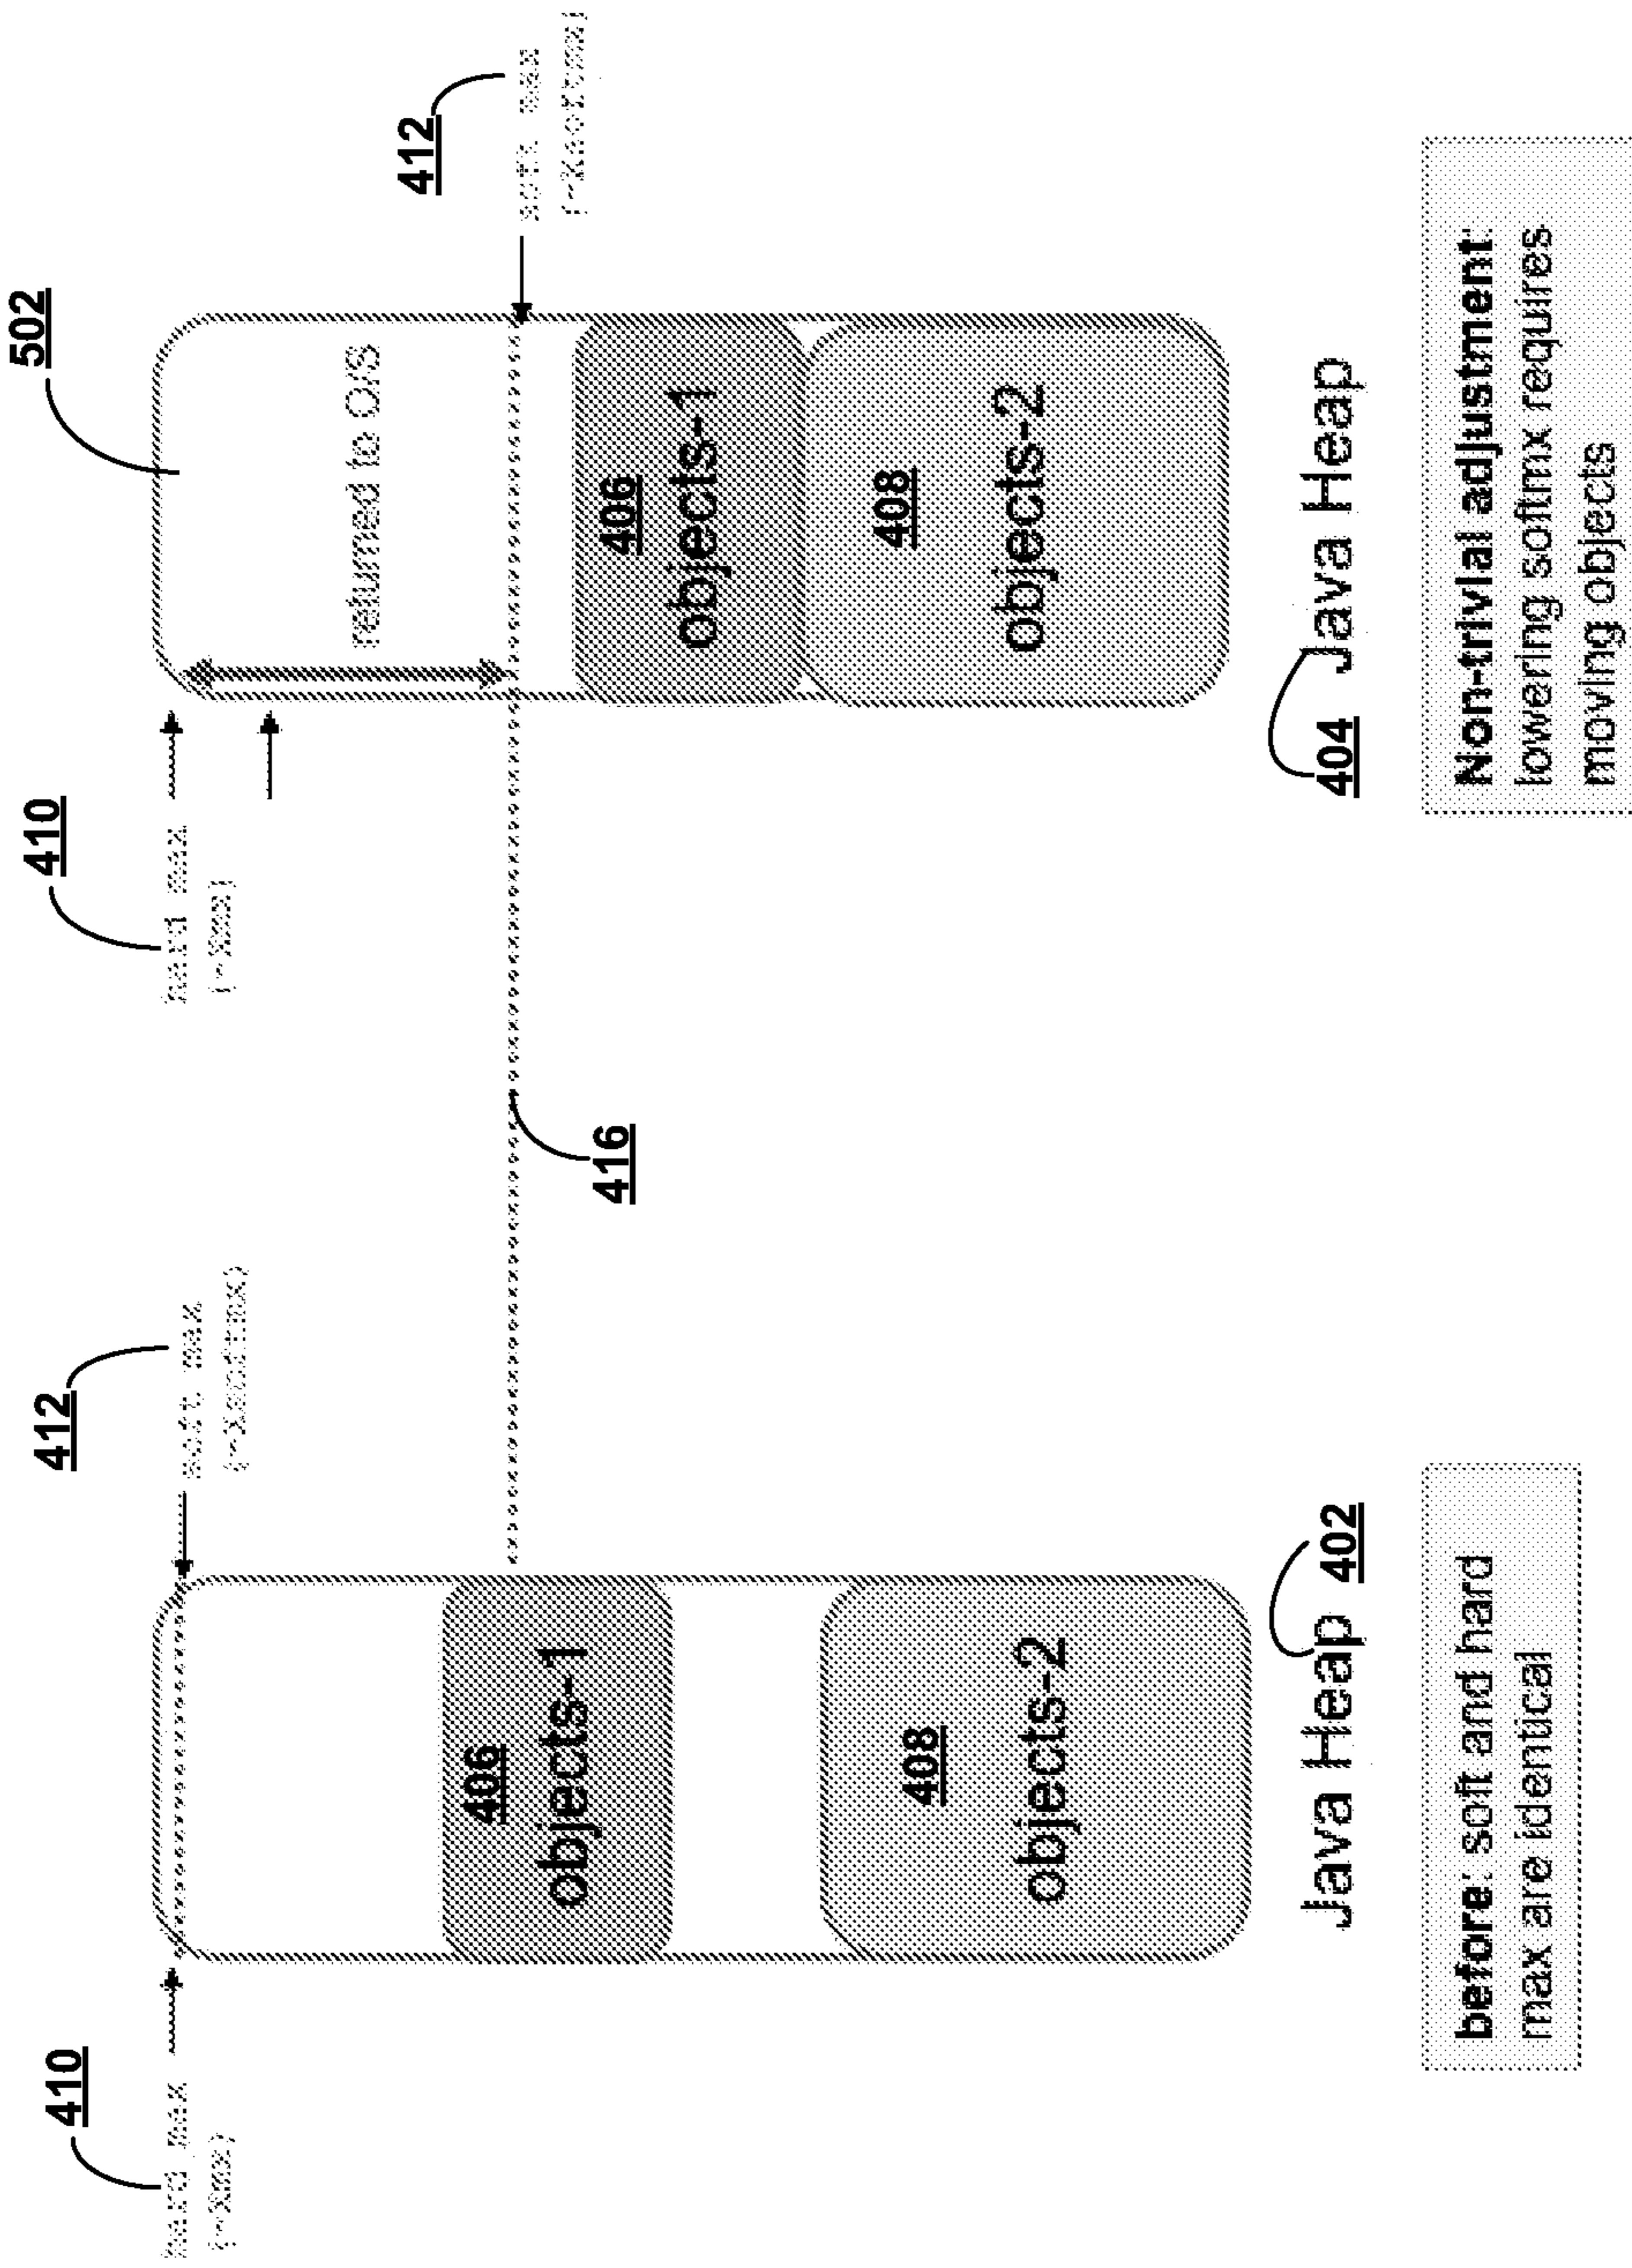 410
hard max
(-Xmx)
412
soft max
(-Xsoftmx)
406
objects-1
408
objects-2
Java Heap 402
before: soft and hard
max are identical
416
410
hard max
(-Xmx)
502
returned to O/S
412
soft max
(-Xsoftmx)
406
objects-1
408
objects-2
404 Java Heap
Non-trivial adjustment:
lowering softmx requires
moving objects